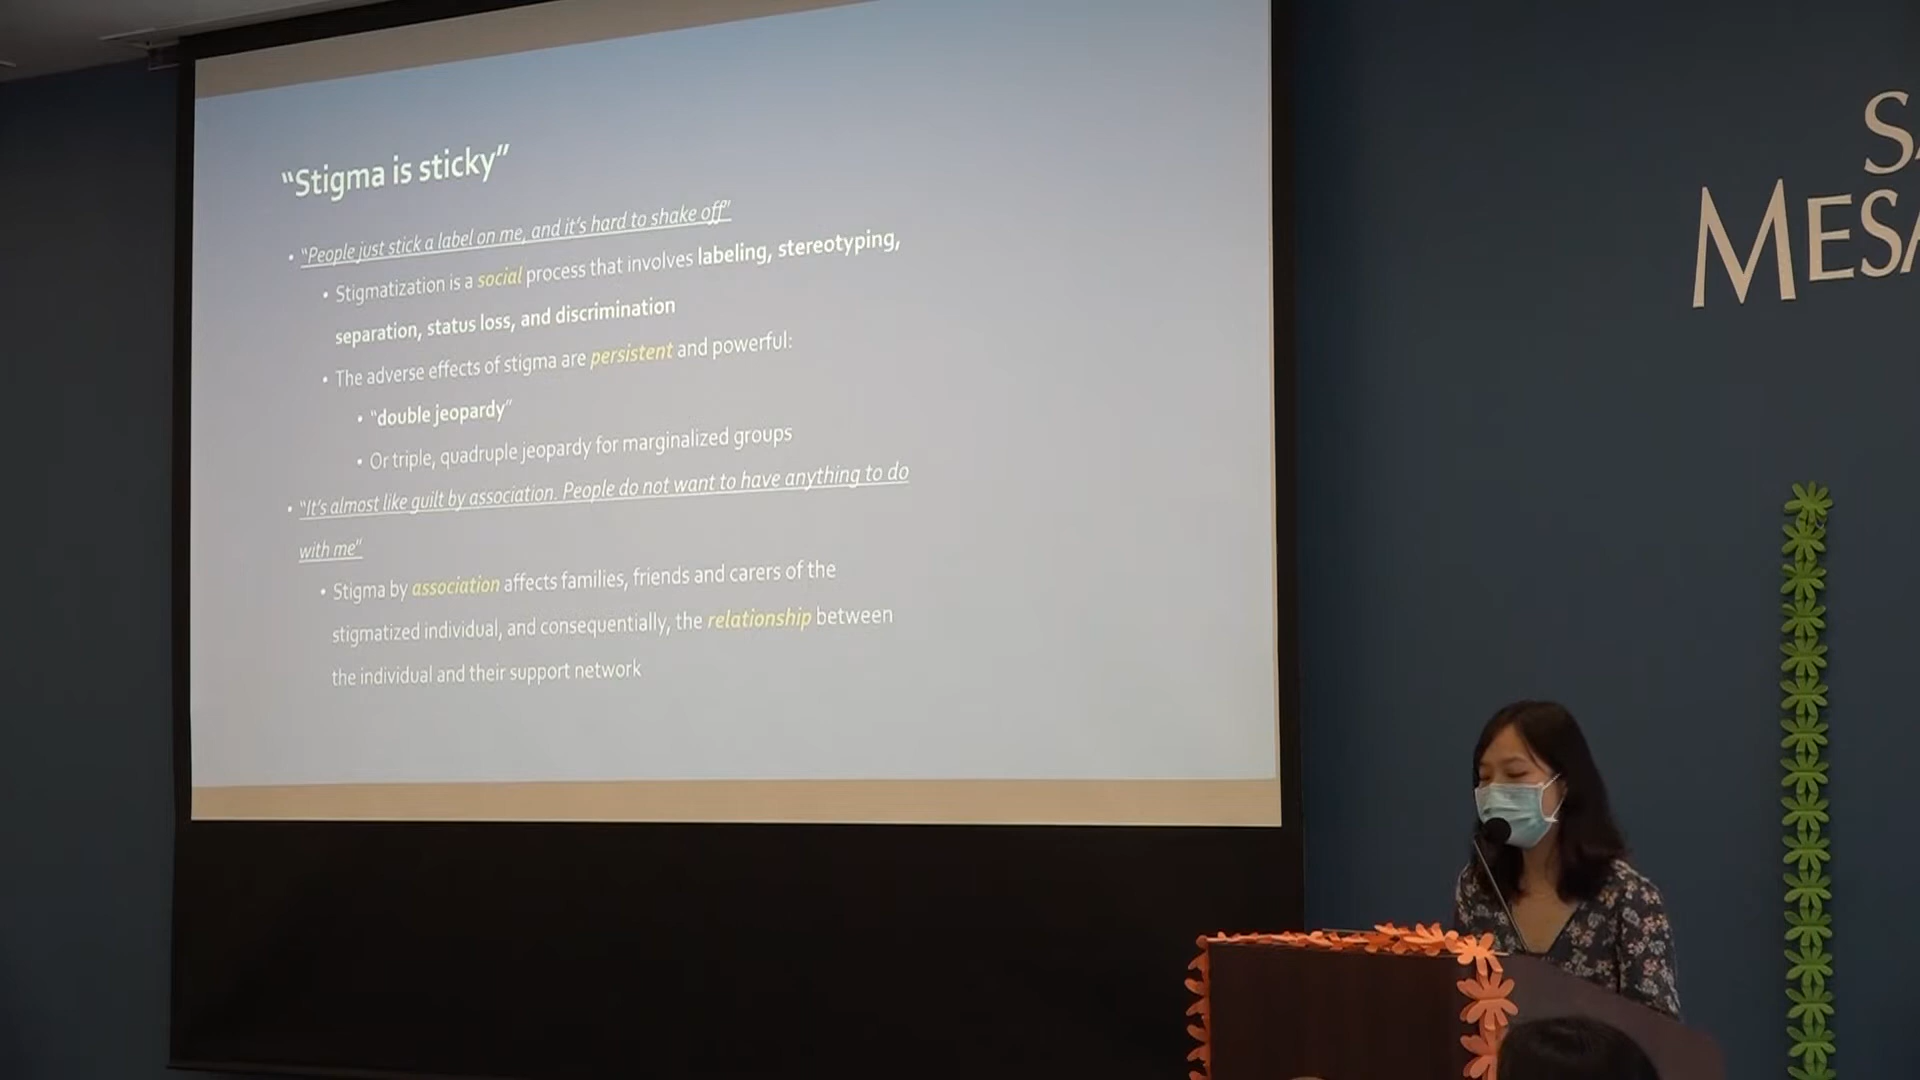 “Stigma is sticky”
• “People just stick a label on me, and it’s hard to shake off”
• Stigmatization is a social process that involves labeling, stereotyping,
separation, status loss, and discrimination
• The adverse effects of stigma are persistent and powerful:
• “double jeopardy”
• Or triple, quadruple jeopardy for marginalized groups
• “It’s almost like guilt by association. People do not want to have anything to do
with me”
• Stigma by association affects families, friends and carers of the
stigmatized individual, and consequentially, the relationship between
the individual and their support network
SA
MESA